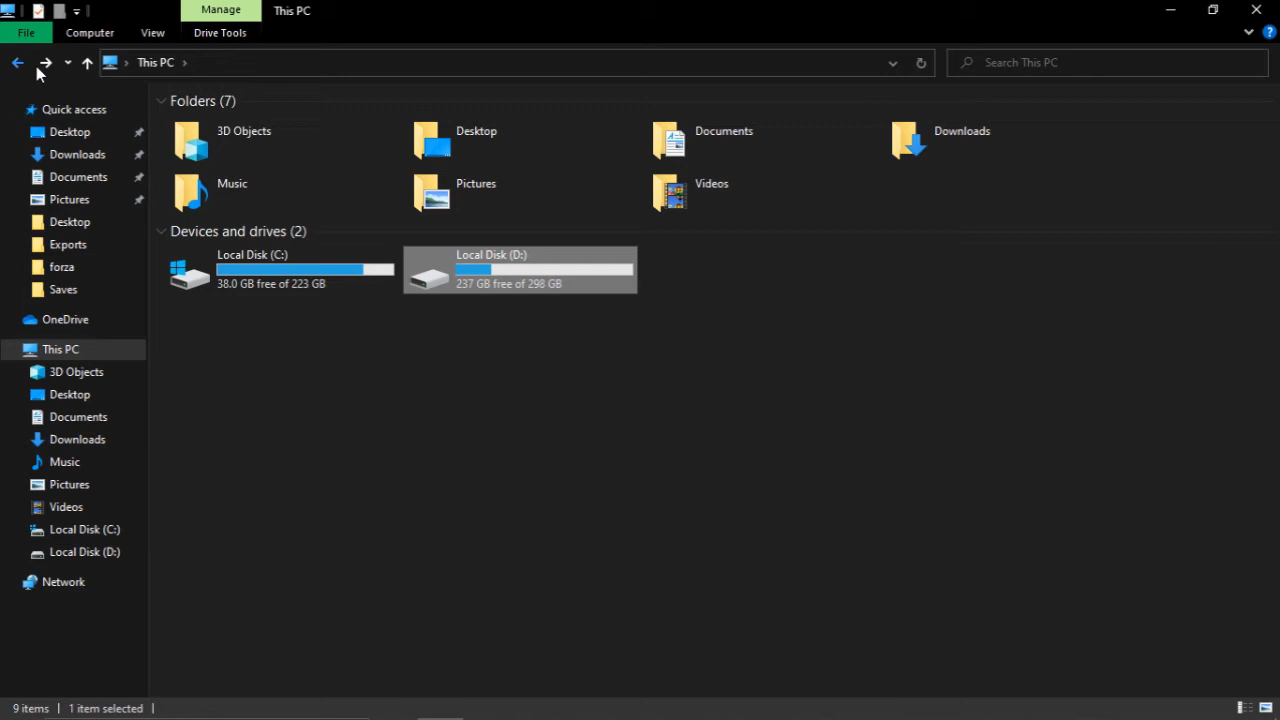 Manage
This PC
File
Computer
View
Drive Tools
This PC
Search This PC
Quick access
Desktop
Downloads
Documents
Pictures
Desktop
Exports
forza
Saves
OneDrive
This PC
3D Objects
Desktop
Documents
Downloads
Music
Pictures
Videos
Local Disk (C:)
Local Disk (D:)
Network
Folders (7)
3D Objects
Desktop
Documents
Downloads
Music
Pictures
Videos
Devices and drives (2)
Local Disk (C:)
38.0 GB free of 223 GB
Local Disk (D:)
237 GB free of 298 GB
9 items
1 item selected